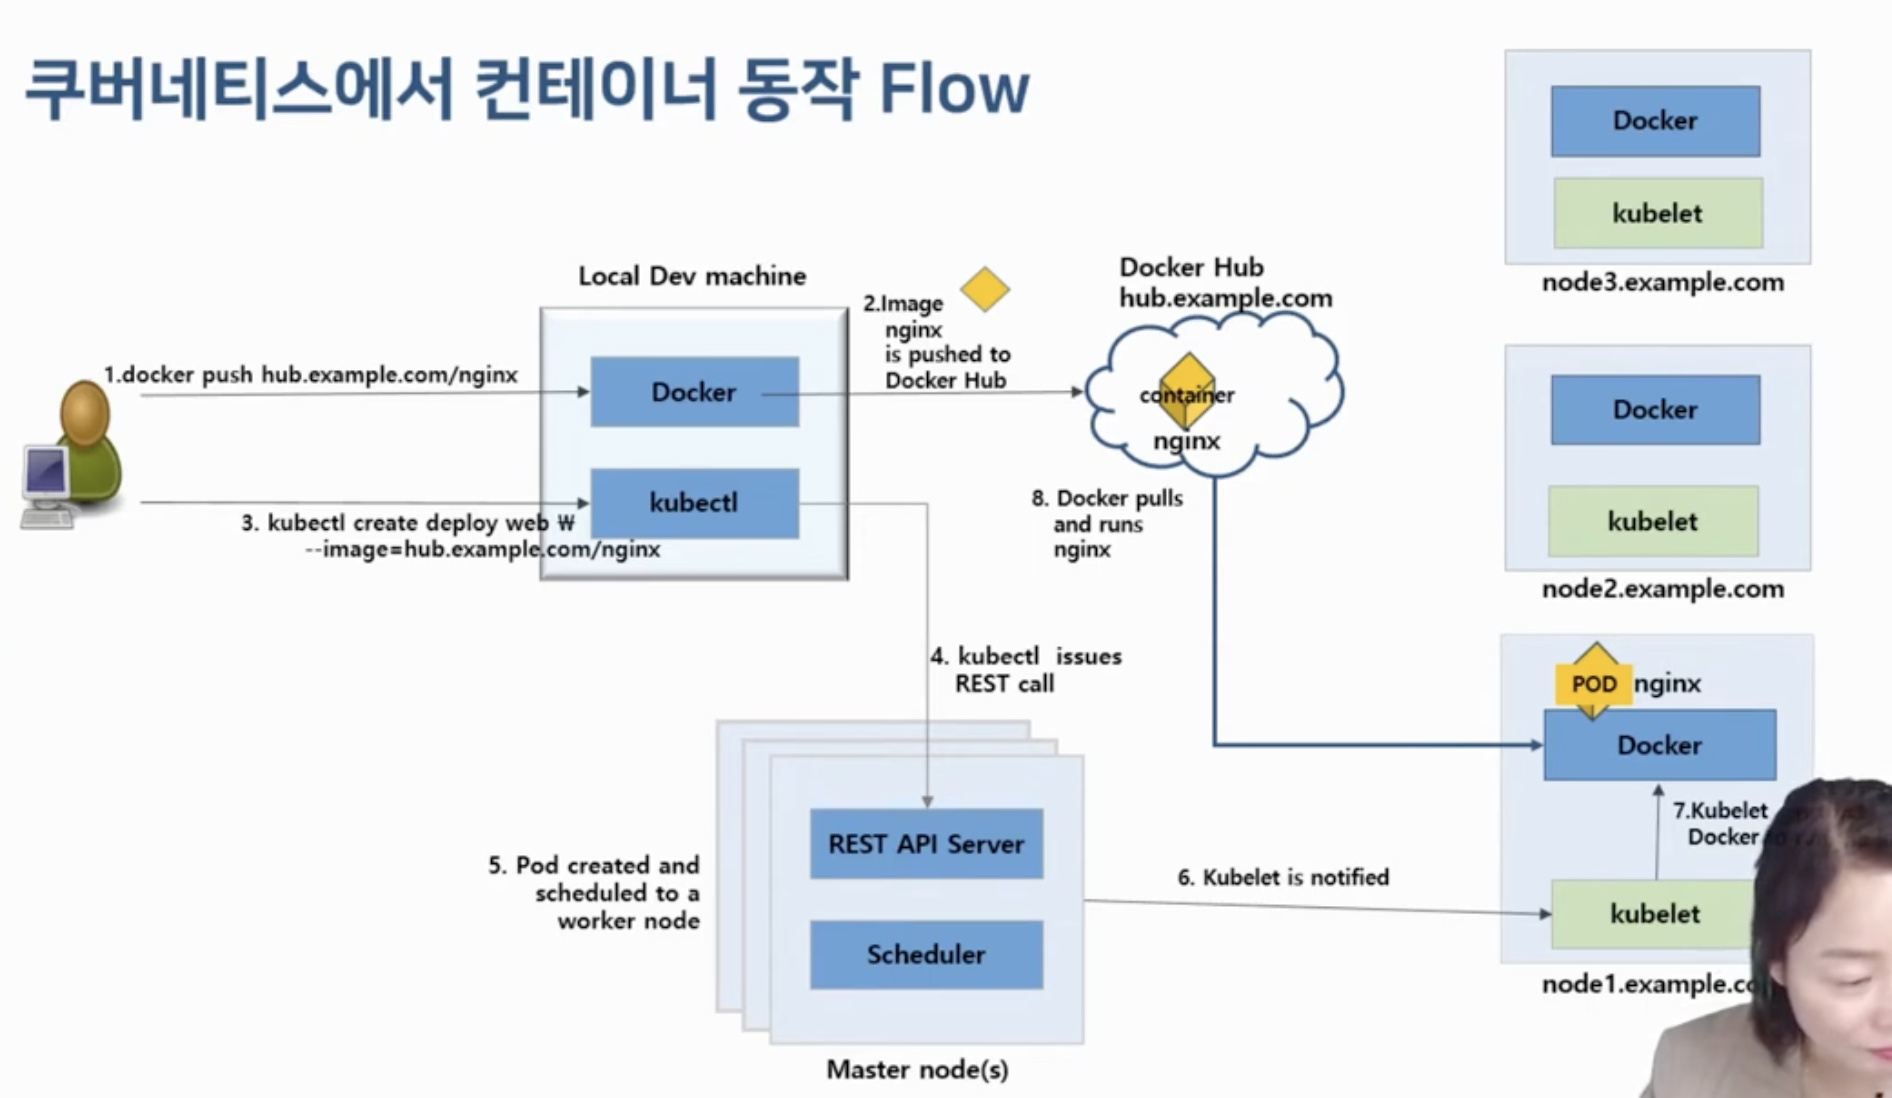 쿠버네티스에서 컨테이너 동작 Flow
Local Dev machine
1.docker push hub.example.com/nginx
Docker
2.Image
nginx
is pushed to
Docker Hub
Docker Hub
hub.example.com
container
nginx
kubectl
3. kubectl create deploy web ₩
--image=hub.example.com/nginx
4. kubectl issues
REST call
REST API Server
Scheduler
Master node(s)
5. Pod created and
scheduled to a
worker node
6. Kubelet is notified
7.Kubelet
Docker to
8. Docker pulls
and runs
nginx
Docker
kubelet
node3.example.com
Docker
kubelet
node2.example.com
POD
nginx
Docker
kubelet
node1.example.co